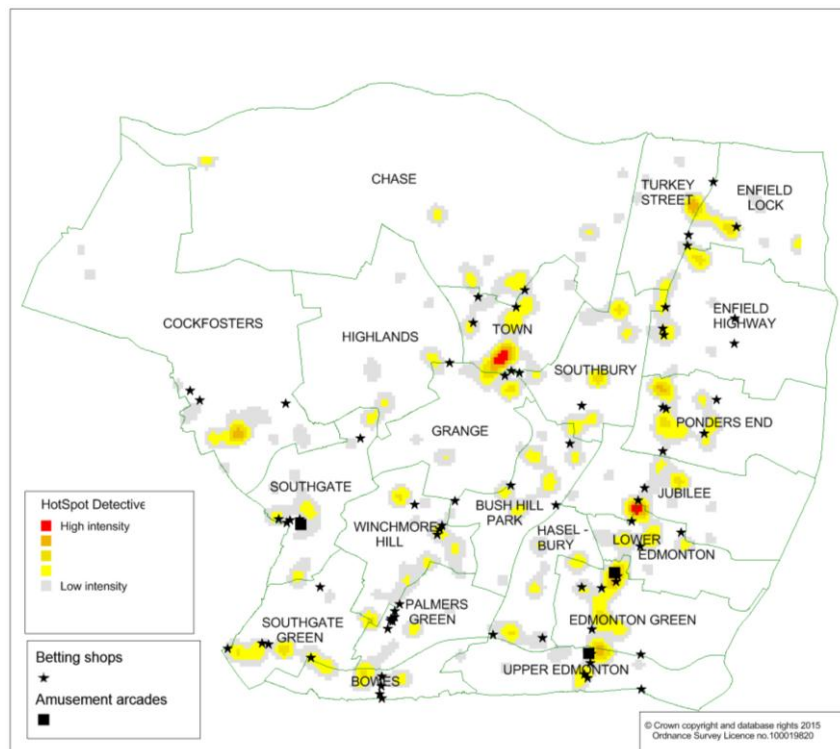 CHASE
TURKEY
STREET
ENFIELD
LOCK
COCKFOSTERS
HIGHLANDS
TOWN
ENFIELD
HIGHWAY
SOUTHBURY
GRANGE
PONDERS END
SOUTHGATE
JUBILEE
BUSH HILL
PARK
WINCHMORE
HILL
HASEL -
BURY
LOWER
EDMONTON
PALMERS
GREEN
SOUTHGATE
GREEN
EDMONTON GREEN
UPPER EDMONTON
BOWES
HotSpot Detective
High intensity
Low intensity
Betting shops
Amusement arcades
© Crown copyright and database rights 2015
Ordnance Survey Licence no.100019820